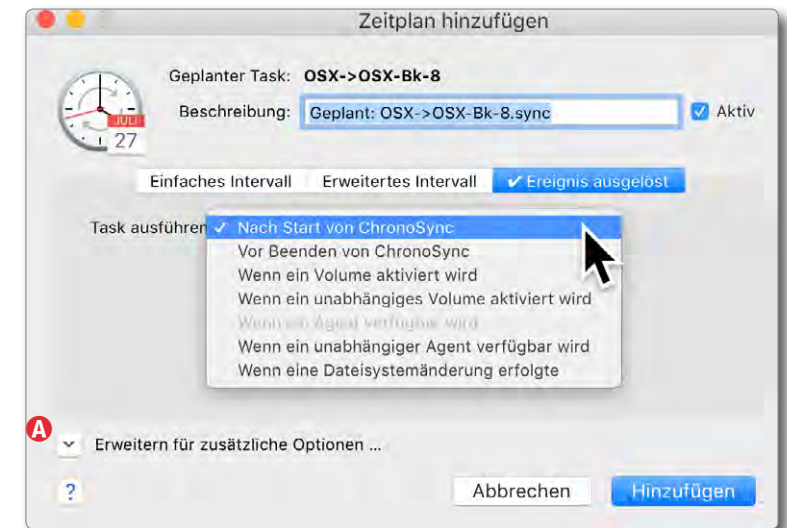 Zeitplan hinzufügen
Geplanter Task: OSX->OSX-Bk-8
Beschreibung: Geplant: OSX->OSX-Bk-8.sync Aktiv
JULI
27
Einfaches Intervall Erweitertes Intervall ✓ Ereignis ausgelöst
Task ausführen ✓ Nach Start von ChronoSync
Vor Beenden von ChronoSync
Wenn ein Volume aktiviert wird
Wenn ein unabhängiges Volume aktiviert wird
Wenn ein Agent verfügbar wird
Wenn ein unabhängiger Agent verfügbar wird
Wenn eine Dateisystemänderung erfolgte
A
Erweitern für zusätzliche Optionen ...
? Abbrechen Hinzufügen